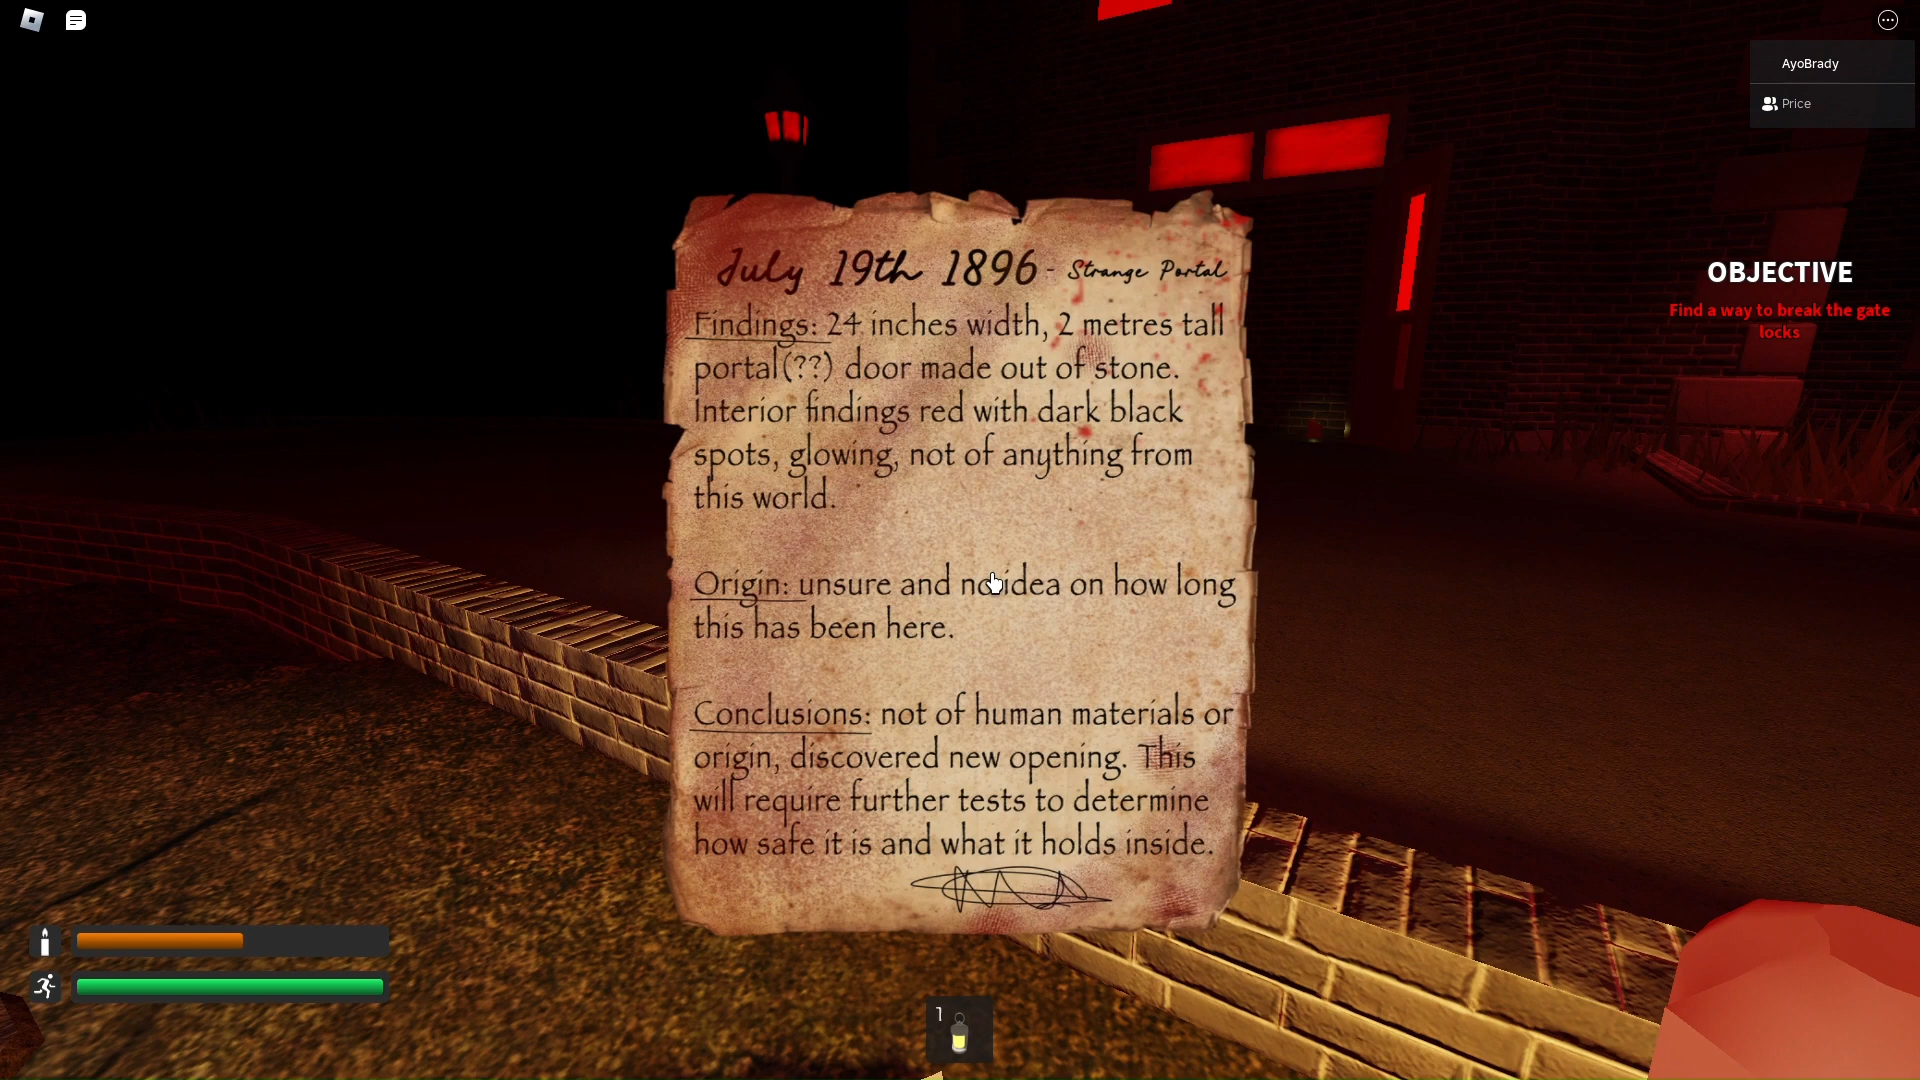 AyoBrady
Price
OBJECTIVE
Find a way to break the gate
locks
July 19th 1896 - Strange Portal
Findings: 24 inches width, 2 metres tall
portal(??) door made out of stone.
Interior findings red with dark black
spots, glowing, not of anything from
this world.
Origin: unsure and no idea on how long
this has been here.
Conclusions: not of human materials or
origin, discovered new opening. This
will require further tests to determine
how safe it is and what it holds inside.
1